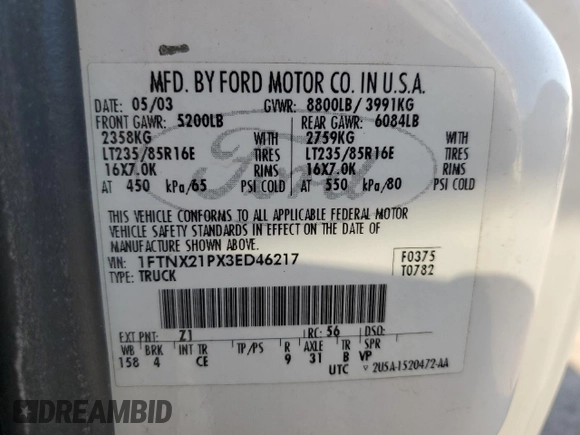 MFD. BY FORD MOTOR CO. IN U.S.A.
DATE: 05/03 GVWR: 8800LB/ 3991KG
FRONT GAWR: 5200LB REAR GAWR: 6084LB
2358KG WITH 2759KG WITH
LT235/85R16E TIRES LT235/85R16E TIRES
16X7.0K RIMS 16X7.0K RIMS
AT 450 kPa/65 PSI COLD AT 550 kPa/80 PSI COLD
Ford
THIS VEHICLE CONFORMS TO ALL APPLICABLE FEDERAL MOTOR
VEHICLE SAFETY STANDARDS IN EFFECT ON THE DATE OF
MANUFACTURE SHOWN ABOVE.
VIN: 1FTNX21PX3ED46217 F0375
TYPE: TRUCK T0782
EXT PNT: Z1 RC: 56 DSO:
WB BRK INT TR TP/PS R AXLE TR SPR
158 4 CE 9 31 B VP
UTC V 2U5A-1520472-AA
DREAMBID